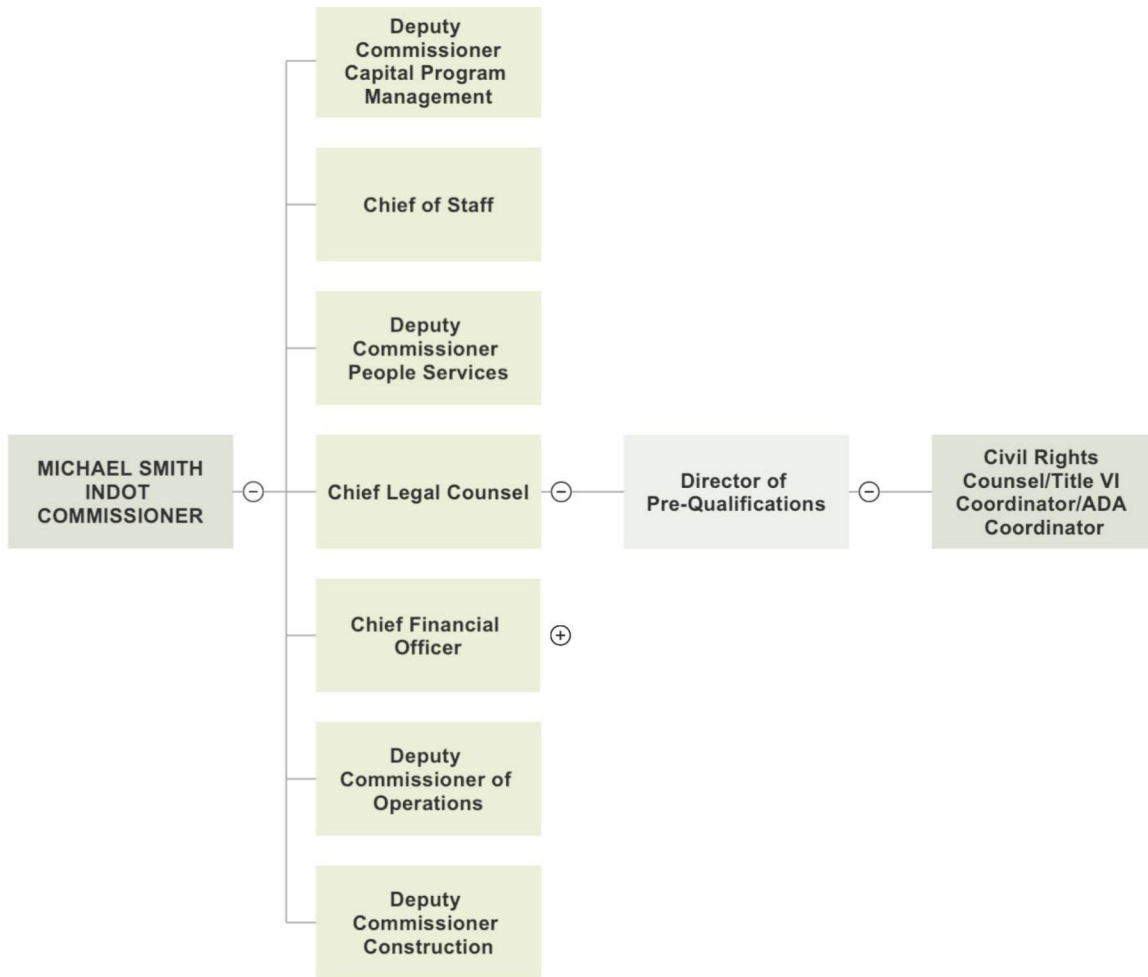 Deputy
Commissioner
Capital Program
Management
Chief of Staff
Deputy
Commissioner
People Services
MICHAEL SMITH
INDOT
COMMISSIONER
Chief Legal Counsel
Director of
Pre-Qualifications
Civil Rights
Counsel/Title VI
Coordinator/ADA
Coordinator
Chief Financial
Officer
Deputy
Commissioner of
Operations
Deputy
Commissioner
Construction